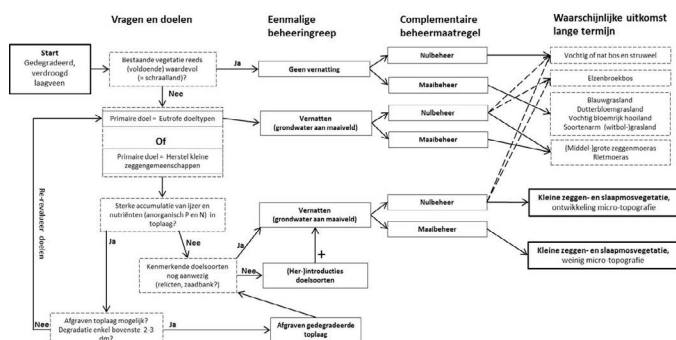 Vragen en doelen
Eenmalige
beheeringreep
Complementaire
beheermaatregel
Waarschijnlijke uitkomst
lange termijn
Start
Gedegradeerd,
verdroogd
laagveen
Bestaande vegetatie reeds
(voldoende) waardevol
(= schraalland)?
Ja
Geen vernatting
Nulbeheer
Maaibeheer
Vochtig of nat bos en struweel
Elzenbroekbos
Nee
Primaire doel = Eutrofe doeltypen
Of
Primaire doel = Herstel kleine
zeggengemeenschappen
Vernatten
(grondwater aan maaiveld)
Nulbeheer
Maaibeheer
Blauwgrasland
Dotterbloemgrasland
Vochtig bloemrijk hooiland
Soortenarm (witbol-)grasland
(Middel-)grote zeggenmoeras
Rietmoeras
Re-evalueer doelen
Sterke accumulatie van ijzer en
nutriënten (anorganisch P en N) in
toplaag?
Ja
Nee
Vernatten
(grondwater aan maaiveld)
Nulbeheer
Maaibeheer
Kleine zeggen- en slaapmosvegetatie,
ontwikkeling micro-topografie
Kleine zeggen- en slaapmosvegetatie,
weinig micro-topografie
Ja
+
Kenmerkende doelsoorten
nog aanwezig
(relicten, zaadbank?)
Nee
(Her-)introducties
doelsoorten
Nee
Afgraven toplaag mogelijk?
Degradatie enkel bovenste 2-3
dm?
Ja
Afgraven gedegradeerde
toplaag